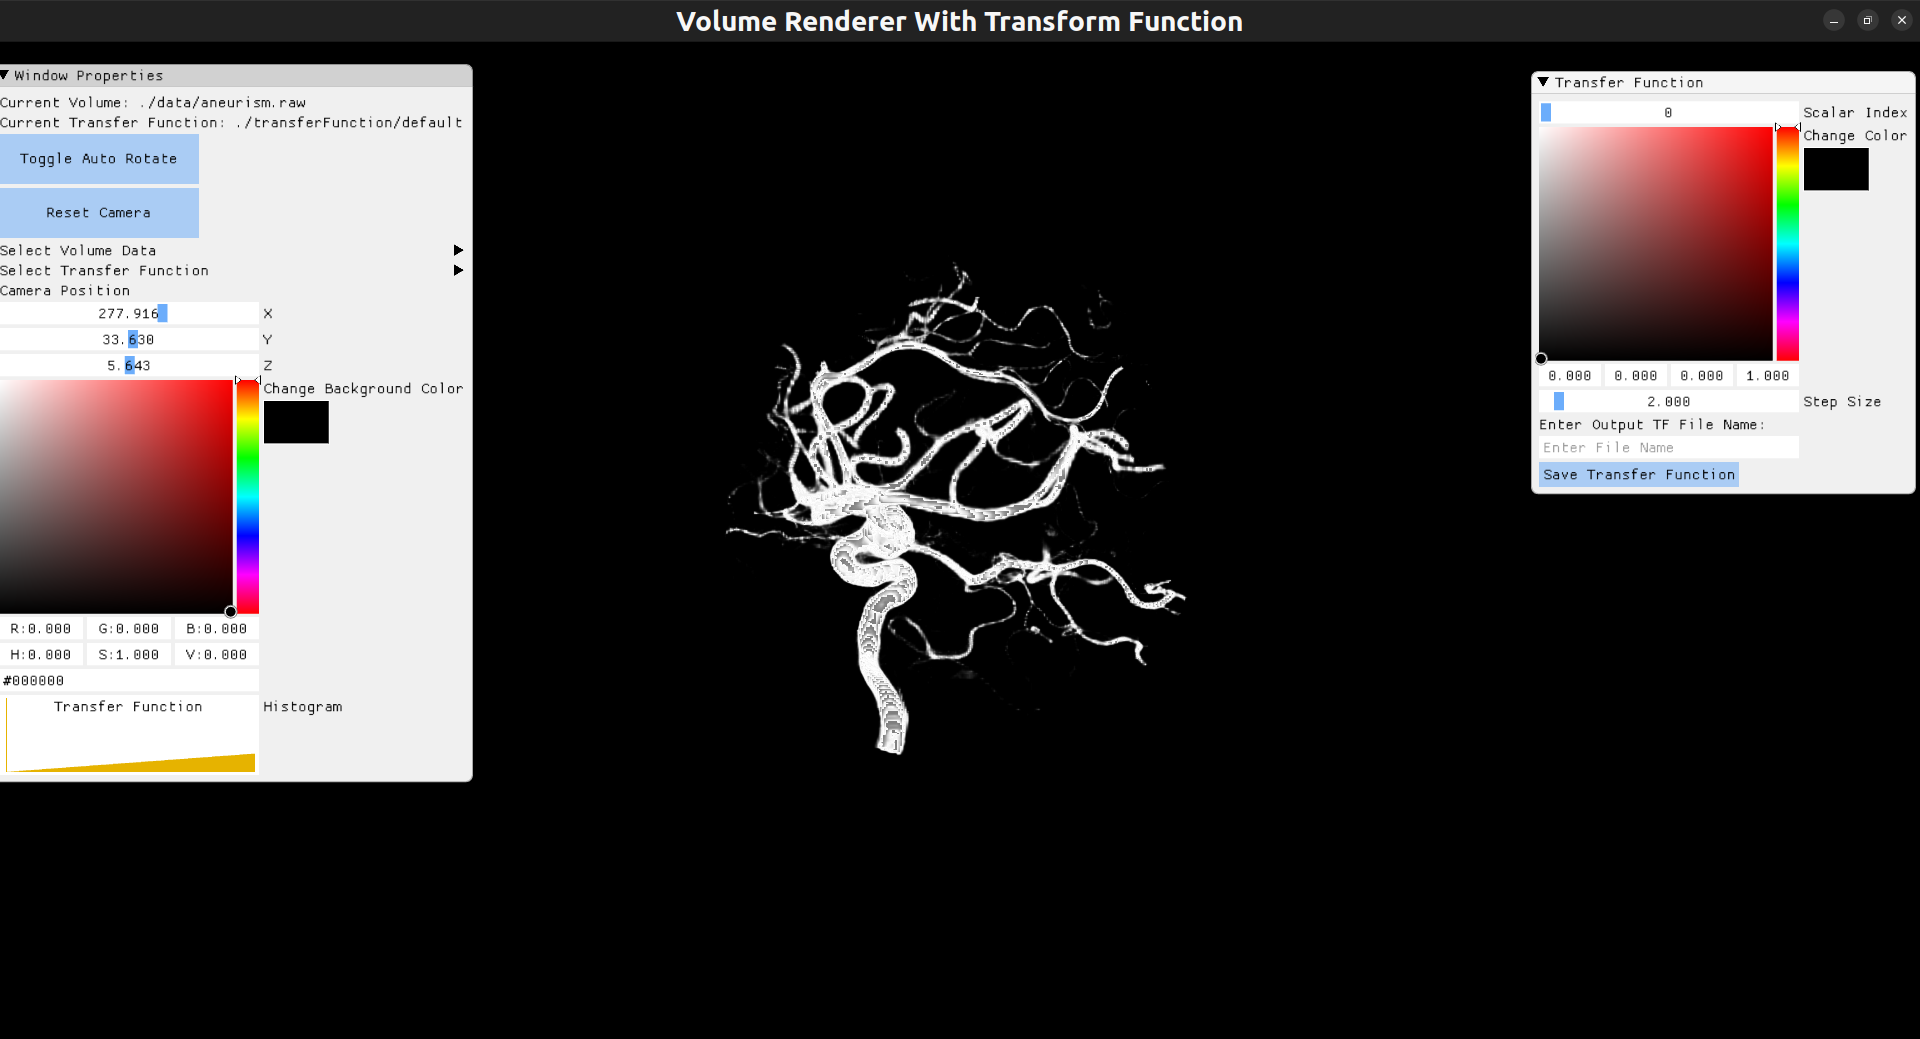 Volume Renderer With Transform Function
Window Properties
Current Volume: ./data/aneurism.raw
Current Transfer Function: ./transferFunction/default
Toggle Auto Rotate
Reset Camera
Select Volume Data
Select Transfer Function
Camera Position
277.916 X
33.630 Y
5.643 Z
Change Background Color
R:0.000 G:0.000 B:0.000
H:0.000 S:1.000 V:0.000
#000000
Transfer Function Histogram
Transfer Function
0 Scalar Index
Change Color
0.000 0.000 0.000 1.000
2.000 Step Size
Enter Output TF File Name:
Enter File Name
Save Transfer Function